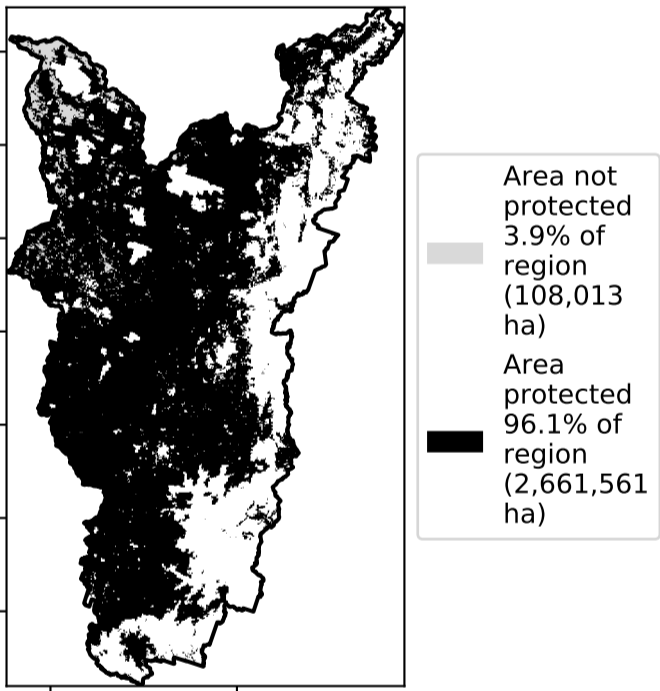 Area not
protected
3.9% of
region
(108,013
ha)
Area
protected
96.1% of
region
(2,661,561
ha)